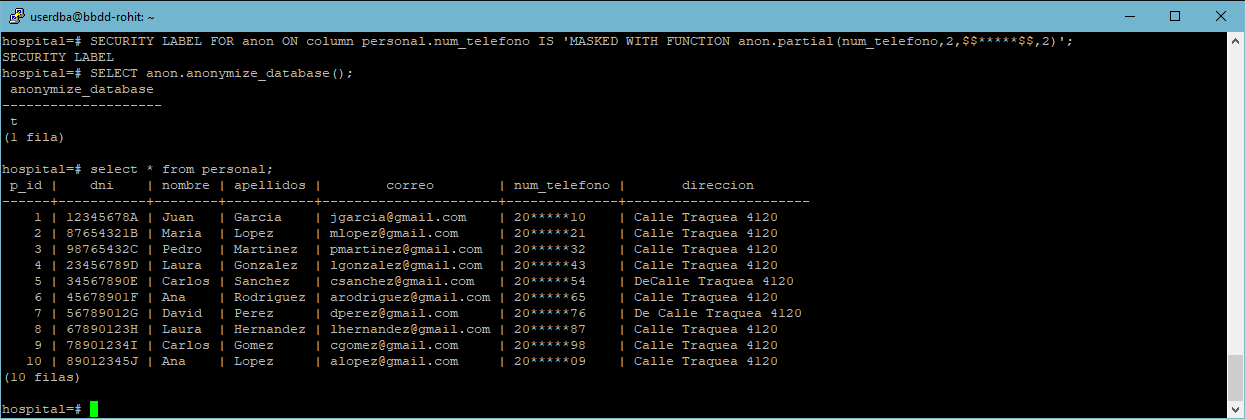 userdba@bbdd-rohit: ~
hospital=# SECURITY LABEL FOR anon ON column personal.num_telefono IS 'MASKED WITH FUNCTION anon.partial(num_telefono,2,$$*****$$,2)';
SECURITY LABEL
hospital=# SELECT anon.anonymize_database();
 anonymize_database
--------------------
 t
(1 fila)

hospital=# select * from personal;
 p_id |    dni    | nombre | apellidos |        correo        | num_telefono |       direccion
------+-----------+--------+-----------+----------------------+--------------+-----------------------
    1 | 12345678A | Juan   | Garcia    | jgarcia@gmail.com    | 20*****10    | Calle Traquea 4120
    2 | 87654321B | Maria  | Lopez     | mlopez@gmail.com     | 20*****21    | Calle Traquea 4120
    3 | 98765432C | Pedro  | Martinez  | pmartinez@gmail.com  | 20*****32    | Calle Traquea 4120
    4 | 23456789D | Laura  | Gonzalez  | lgonzalez@gmail.com  | 20*****43    | Calle Traquea 4120
    5 | 34567890E | Carlos | Sanchez   | csanchez@gmail.com   | 20*****54    | DeCalle Traquea 4120
    6 | 45678901F | Ana    | Rodriguez | arodriguez@gmail.com | 20*****65    | Calle Traquea 4120
    7 | 56789012G | David  | Perez     | dperez@gmail.com     | 20*****76    | De Calle Traquea 4120
    8 | 67890123H | Laura  | Hernandez | lhernandez@gmail.com | 20*****87    | Calle Traquea 4120
    9 | 78901234I | Carlos | Gomez     | cgomez@gmail.com     | 20*****98    | Calle Traquea 4120
   10 | 89012345J | Ana    | Lopez     | alopez@gmail.com     | 20*****09    | Calle Traquea 4120
(10 filas)

hospital=#